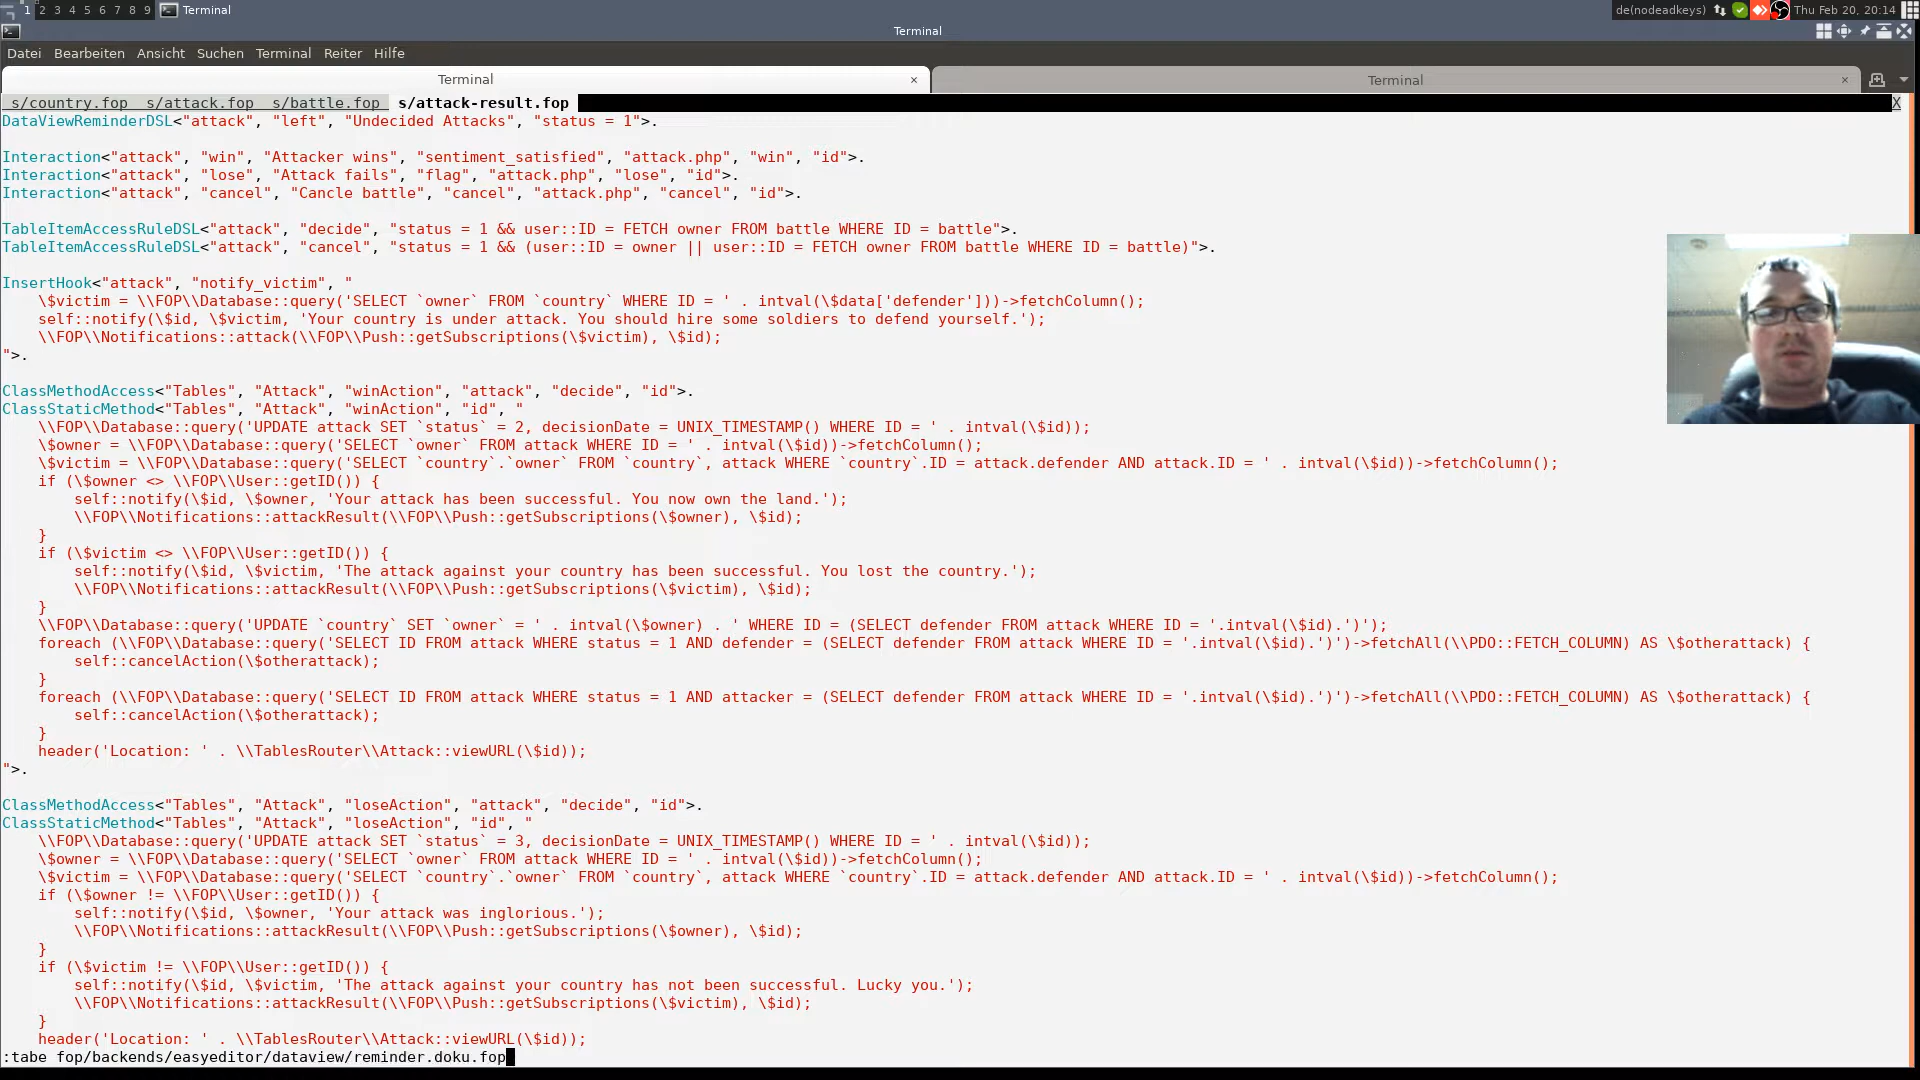 1 2 3 4 5 6 7 8 9 Terminal de(nodeadkeys) Thu Feb 20, 20:14
Terminal
Datei Bearbeiten Ansicht Suchen Terminal Reiter Hilfe
Terminal × Terminal ×
s/country.fop s/attack.fop s/battle.fop s/attack-result.fop X
DataViewReminderDSL<"attack", "left", "Undecided Attacks", "status = 1">.
Interaction<"attack", "win", "Attacker wins", "sentiment_satisfied", "attack.php", "win", "id">.
Interaction<"attack", "lose", "Attack fails", "flag", "attack.php", "lose", "id">.
Interaction<"attack", "cancel", "Cancle battle", "cancel", "attack.php", "cancel", "id">.
TableItemAccessRuleDSL<"attack", "decide", "status = 1 && user::ID = FETCH owner FROM battle WHERE ID = battle">.
TableItemAccessRuleDSL<"attack", "cancel", "status = 1 && (user::ID = owner || user::ID = FETCH owner FROM battle WHERE ID = battle)">.
InsertHook<"attack", "notify_victim", "
\$victim = \\FOP\\Database::query('SELECT `owner` FROM `country` WHERE ID = ' . intval(\$data['defender']))->fetchColumn();
self::notify(\$id, \$victim, 'Your country is under attack. You should hire some soldiers to defend yourself.');
\\FOP\\Notifications::attack(\\FOP\\Push::getSubscriptions(\$victim), \$id);
">.
ClassMethodAccess<"Tables", "Attack", "winAction", "attack", "decide", "id">.
ClassStaticMethod<"Tables", "Attack", "winAction", "id", "
\\FOP\\Database::query('UPDATE attack SET `status` = 2, decisionDate = UNIX_TIMESTAMP() WHERE ID = ' . intval(\$id));
\$owner = \\FOP\\Database::query('SELECT `owner` FROM attack WHERE ID = ' . intval(\$id))->fetchColumn();
\$victim = \\FOP\\Database::query('SELECT `country`.`owner` FROM `country`, attack WHERE `country`.ID = attack.defender AND attack.ID = ' . intval(\$id))->fetchColumn();
if (\$owner <> \\FOP\\User::getID()) {
self::notify(\$id, \$owner, 'Your attack has been successful. You now own the land.');
\\FOP\\Notifications::attackResult(\\FOP\\Push::getSubscriptions(\$owner), \$id);
}
if (\$victim <> \\FOP\\User::getID()) {
self::notify(\$id, \$victim, 'The attack against your country has been successful. You lost the country.');
\\FOP\\Notifications::attackResult(\\FOP\\Push::getSubscriptions(\$victim), \$id);
}
\\FOP\\Database::query('UPDATE `country` SET `owner` = ' . intval(\$owner) . ' WHERE ID = (SELECT defender FROM attack WHERE ID = '.intval(\$id).')');
foreach (\\FOP\\Database::query('SELECT ID FROM attack WHERE status = 1 AND defender = (SELECT defender FROM attack WHERE ID = '.intval(\$id).')')->fetchAll(\\PDO::FETCH_COLUMN) AS \$otherattack) {
self::cancelAction(\$otherattack);
}
foreach (\\FOP\\Database::query('SELECT ID FROM attack WHERE status = 1 AND attacker = (SELECT defender FROM attack WHERE ID = '.intval(\$id).')')->fetchAll(\\PDO::FETCH_COLUMN) AS \$otherattack) {
self::cancelAction(\$otherattack);
}
header('Location: ' . \\TablesRouter\\Attack::viewURL(\$id));
">.
ClassMethodAccess<"Tables", "Attack", "loseAction", "attack", "decide", "id">.
ClassStaticMethod<"Tables", "Attack", "loseAction", "id", "
\\FOP\\Database::query('UPDATE attack SET `status` = 3, decisionDate = UNIX_TIMESTAMP() WHERE ID = ' . intval(\$id));
\$owner = \\FOP\\Database::query('SELECT `owner` FROM attack WHERE ID = ' . intval(\$id))->fetchColumn();
\$victim = \\FOP\\Database::query('SELECT `country`.`owner` FROM `country`, attack WHERE `country`.ID = attack.defender AND attack.ID = ' . intval(\$id))->fetchColumn();
if (\$owner != \\FOP\\User::getID()) {
self::notify(\$id, \$owner, 'Your attack was inglorious.');
\\FOP\\Notifications::attackResult(\\FOP\\Push::getSubscriptions(\$owner), \$id);
}
if (\$victim != \\FOP\\User::getID()) {
self::notify(\$id, \$victim, 'The attack against your country has not been successful. Lucky you.');
\\FOP\\Notifications::attackResult(\\FOP\\Push::getSubscriptions(\$victim), \$id);
}
header('Location: ' . \\TablesRouter\\Attack::viewURL(\$id));
:tabe fop/backends/easyeditor/dataview/reminder.doku.fop